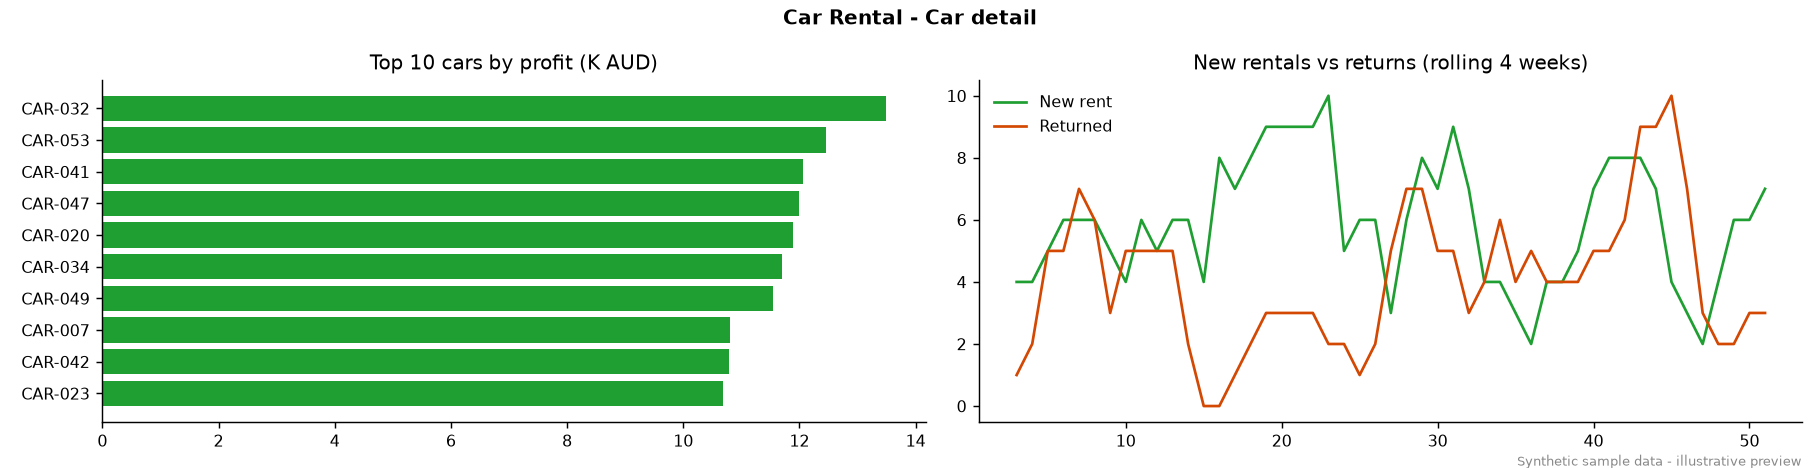 Car Rental - Car detail
Top 10 cars by profit (K AUD)
CAR-032
CAR-053
CAR-041
CAR-047
CAR-020
CAR-034
CAR-049
CAR-007
CAR-042
CAR-023
0 2 4 6 8 10 12 14
New rentals vs returns (rolling 4 weeks)
New rent
Returned
10
8
6
4
2
0
10 20 30 40 50
Synthetic sample data - illustrative preview